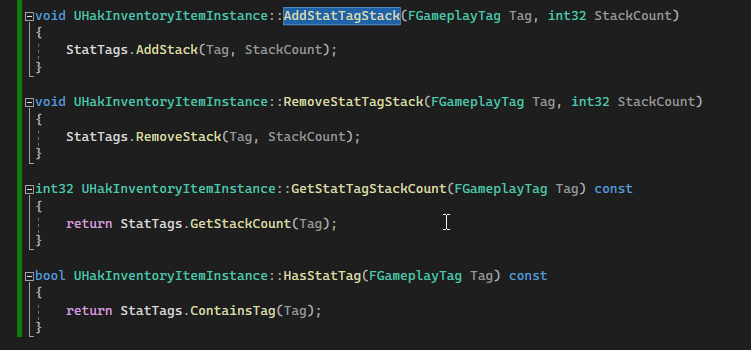 void UHakInventoryItemInstance::AddStatTagStack(FGameplayTag Tag, int32 StackCount)
{
    StatTags.AddStack(Tag, StackCount);
}
void UHakInventoryItemInstance::RemoveStatTagStack(FGameplayTag Tag, int32 StackCount)
{
    StatTags.RemoveStack(Tag, StackCount);
}
int32 UHakInventoryItemInstance::GetStatTagStackCount(FGameplayTag Tag) const
{
    return StatTags.GetStackCount(Tag);
}
bool UHakInventoryItemInstance::HasStatTag(FGameplayTag Tag) const
{
    return StatTags.ContainsTag(Tag);
}